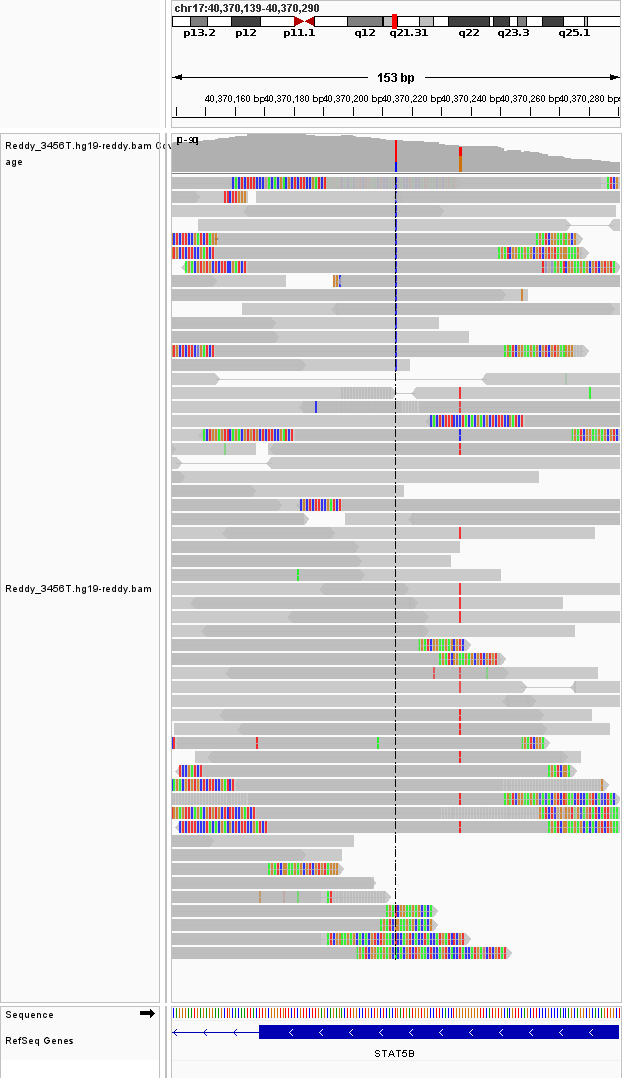 chr17:40,370,139-40,370,290
p13.2 p12 p11.1 q12 q21.31 q22 q23.3 q25.1
153 bp
40,370,160 bp 40,370,180 bp 40,370,200 bp 40,370,220 bp 40,370,240 bp 40,370,260 bp 40,370,280 bp
Reddy_3456T.hg19-reddy.bam Cov
age
Reddy_3456T.hg19-reddy.bam
Sequence
RefSeq Genes
STAT5B